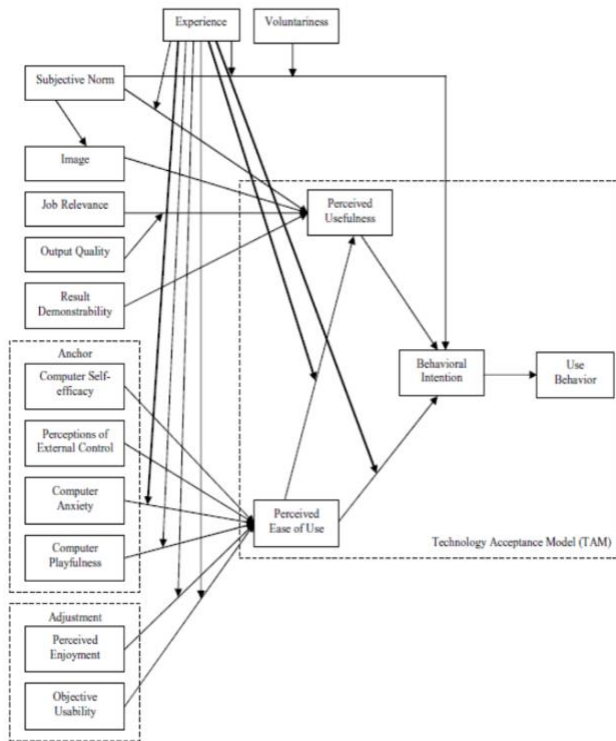 Experience
Voluntariness
Subjective Norm
Image
Job Relevance
Output Quality
Result
Demonstrability
Perceived
Usefulness
Anchor
Computer Self-
efficacy
Perceptions of
External Control
Computer
Anxiety
Computer
Playfulness
Behavioral
Intention
Use
Behavior
Perceived
Ease of Use
Technology Acceptance Model (TAM)
Adjustment
Perceived
Enjoyment
Objective
Usability